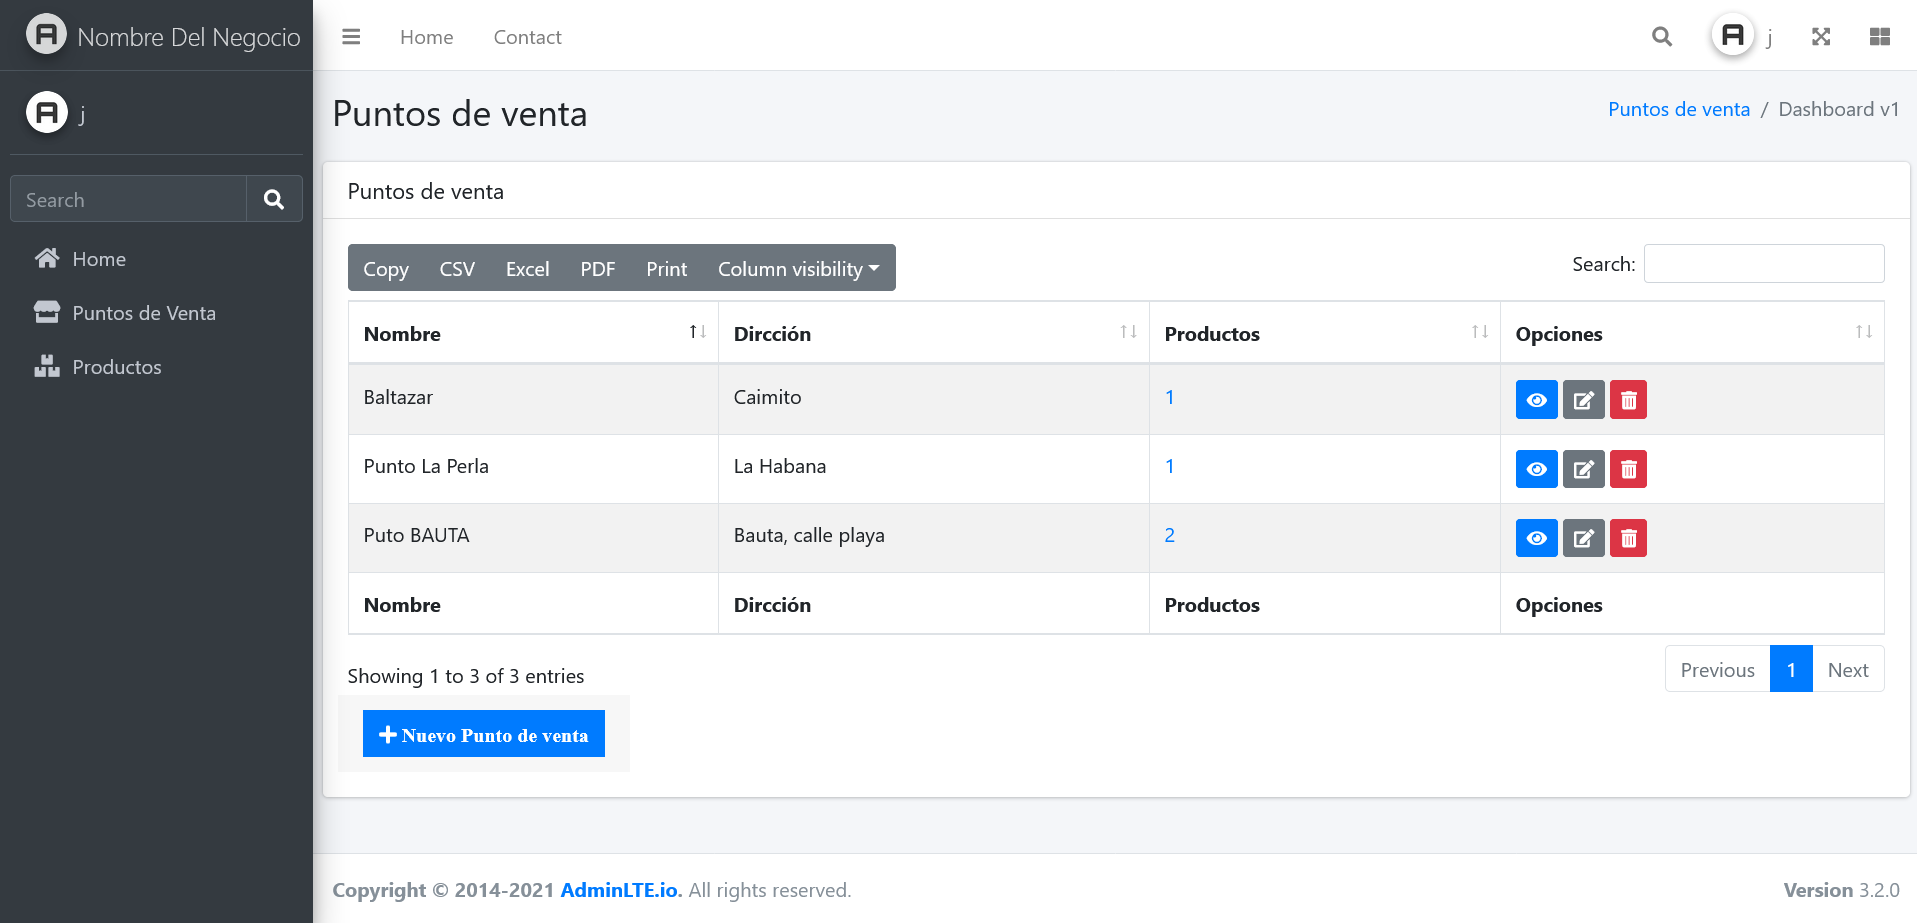 Nombre Del Negocio
Home Contact
j
j
Puntos de venta
Puntos de venta / Dashboard v1
Search
Home
Puntos de Venta
Productos
Puntos de venta
Copy CSV Excel PDF Print Column visibility
Search:
Nombre Dircción Productos Opciones
Baltazar Caimito 1
Punto La Perla La Habana 1
Puto BAUTA Bauta, calle playa 2
Nombre Dircción Productos Opciones
Showing 1 to 3 of 3 entries
Previous 1 Next
Nuevo Punto de venta
Copyright © 2014-2021 AdminLTE.io. All rights reserved.
Version 3.2.0